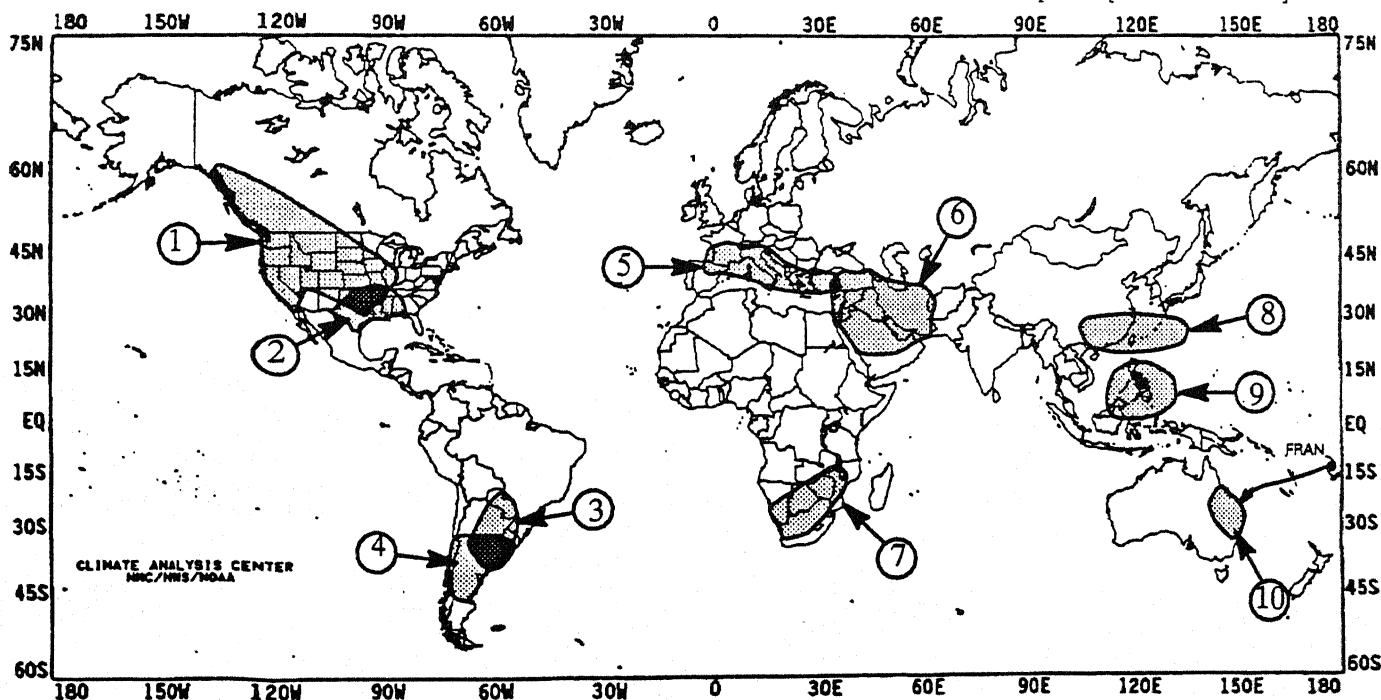 180 150W 120W 90W 60W 30W 0 30E 60E 90E 120E 150E 180
75N 75N
60N 60N
6
1
45N 45N
5
30N 30N
8
2
15N 15N
9
EQ EQ
FRAN
15S 15S
3
30S 30S
4
7
CLIMATE ANALYSIS CENTER
NMC/NWS/NOAA
45S 45S
10
60S 60S
180 150W 120W 90W 60W 30W 0 30E 60E 90E 120E 150E 180